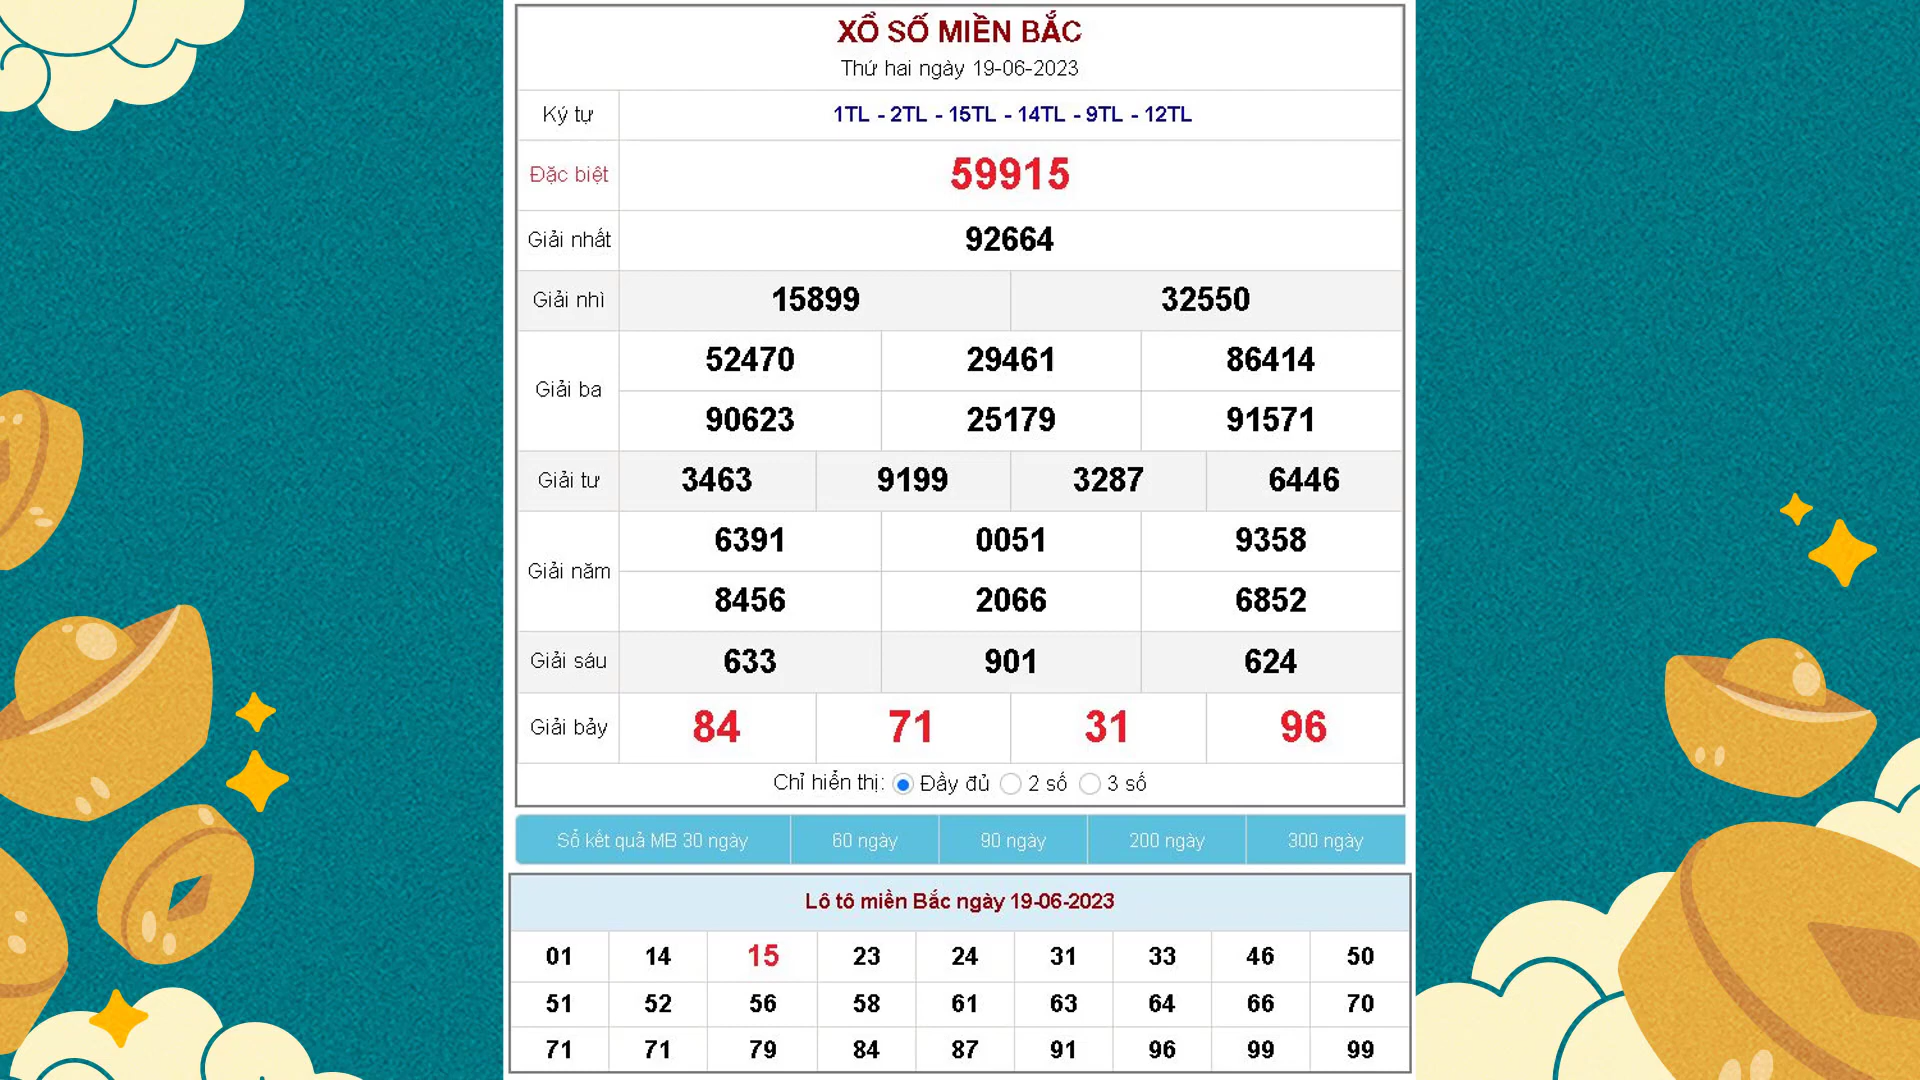 XỔ SỐ MIỀN BẮC
Thứ hai ngày 19-06-2023
Ký tự 1TL - 2TL - 15TL - 14TL - 9TL - 12TL
Đặc biệt 59915
Giải nhất 92664
Giải nhì 15899 32550
Giải ba 52470 29461 86414
90623 25179 91571
Giải tư 3463 9199 3287 6446
Giải năm 6391 0051 9358
8456 2066 6852
Giải sáu 633 901 624
Giải bảy 84 71 31 96
Chỉ hiển thị: Đầy đủ 2 số 3 số
Sổ kết quả MB 30 ngày 60 ngày 90 ngày 200 ngày 300 ngày
Lô tô miền Bắc ngày 19-06-2023
01 14 15 23 24 31 33 46 50
51 52 56 58 61 63 64 66 70
71 71 79 84 87 91 96 99 99